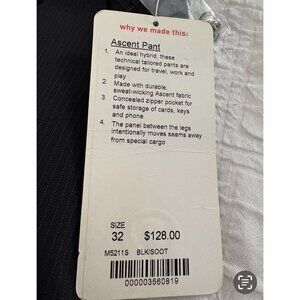 why we made this:
Ascent Pant
1. An ideal hybrid, these
technical tailored pants are
designed for travel, work and
play
2. Made with durable,
sweat-wicking Ascent fabric
3. Concealed zipper pocket for
safe storage of cards, keys
and phone
4. The panel between the legs
intentionally moves seams away
from special cargo
SIZE
32 $128.00
M5211S BLK/SOOT
000003560819